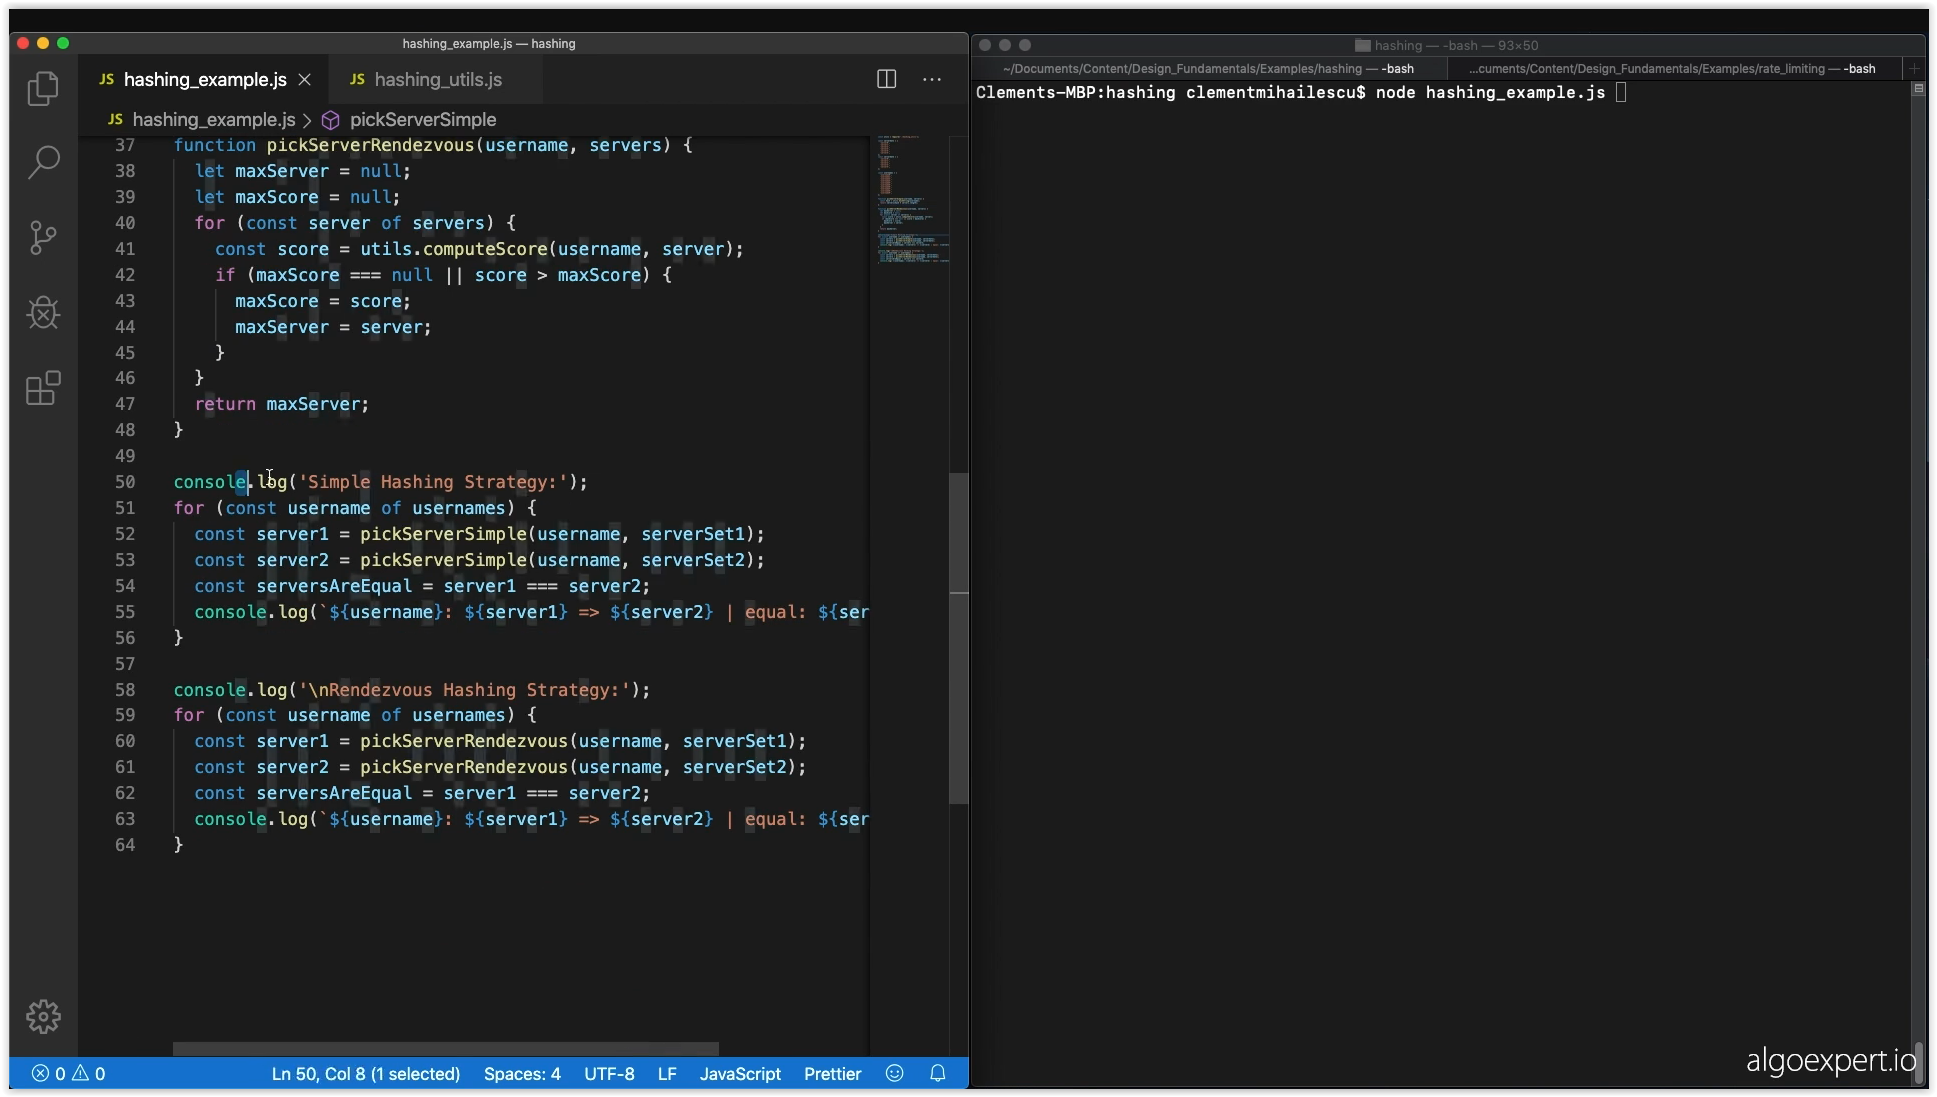 hashing_example.js — hashing
JS hashing_example.js
JS hashing_utils.js
JS hashing_example.js > pickServerSimple
37 function pickServerRendezvous(username, servers) {
38   let maxServer = null;
39   let maxScore = null;
40   for (const server of servers) {
41     const score = utils.computeScore(username, server);
42     if (maxScore === null || score > maxScore) {
43       maxScore = score;
44       maxServer = server;
45     }
46   }
47   return maxServer;
48 }
49
50 console.log('Simple Hashing Strategy:');
51 for (const username of usernames) {
52   const server1 = pickServerSimple(username, serverSet1);
53   const server2 = pickServerSimple(username, serverSet2);
54   const serversAreEqual = server1 === server2;
55   console.log(`${username}: ${server1} => ${server2} | equal: ${ser
56 }
57
58 console.log('\nRendezvous Hashing Strategy:');
59 for (const username of usernames) {
60   const server1 = pickServerRendezvous(username, serverSet1);
61   const server2 = pickServerRendezvous(username, serverSet2);
62   const serversAreEqual = server1 === server2;
63   console.log(`${username}: ${server1} => ${server2} | equal: ${ser
64 }
0 0 Ln 50, Col 8 (1 selected) Spaces: 4 UTF-8 LF JavaScript Prettier
hashing — -bash — 93×50
~/Documents/Content/Design_Fundamentals/Examples/hashing — -bash
...cuments/Content/Design_Fundamentals/Examples/rate_limiting — -bash
Clements-MBP:hashing clementmihailescu$ node hashing_example.js
algoexpert.io